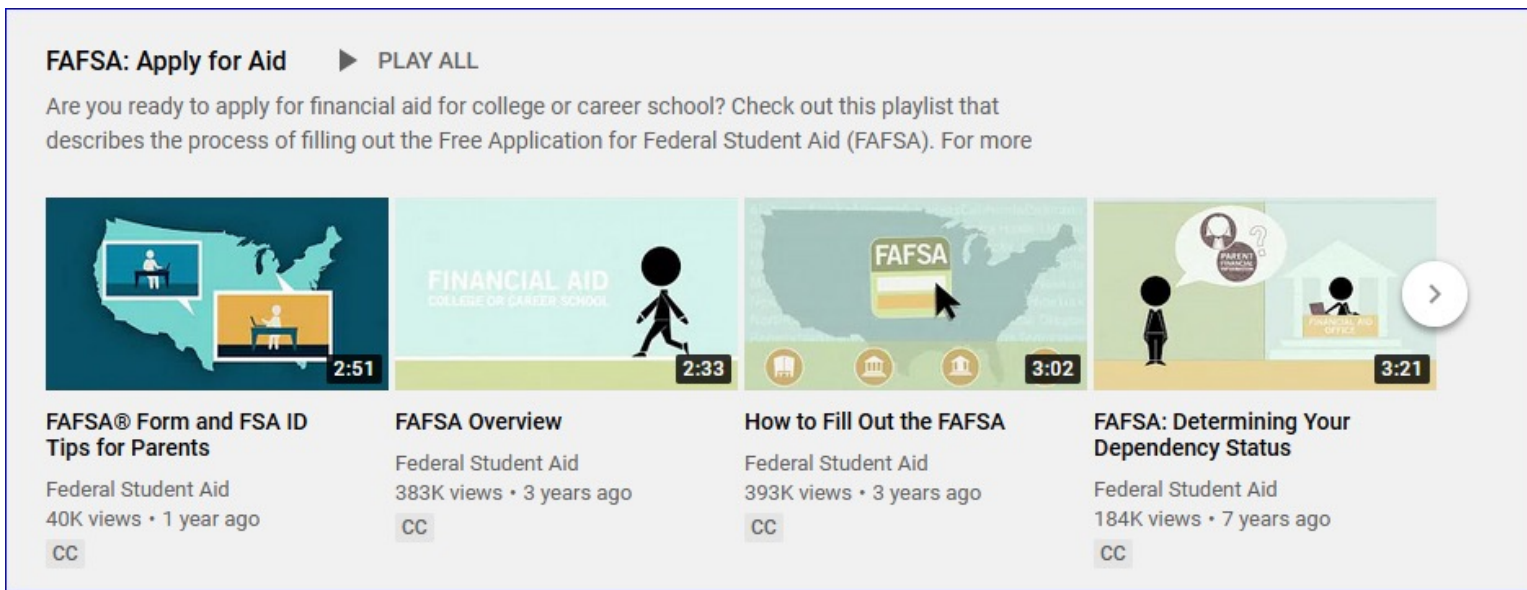 FAFSA: Apply for Aid PLAY ALL
Are you ready to apply for financial aid for college or career school? Check out this playlist that
describes the process of filling out the Free Application for Federal Student Aid (FAFSA). For more
2:51
FINANCIAL AID
COLLEGE OR CAREER SCHOOL
2:33
FAFSA
3:02
PARENT
FINANCIAL
INFORMATION
?
FINANCIAL AID
OFFICE
3:21
FAFSA® Form and FSA ID
Tips for Parents
Federal Student Aid
40K views • 1 year ago
CC
FAFSA Overview
Federal Student Aid
383K views • 3 years ago
CC
How to Fill Out the FAFSA
Federal Student Aid
393K views • 3 years ago
CC
FAFSA: Determining Your
Dependency Status
Federal Student Aid
184K views • 7 years ago
CC